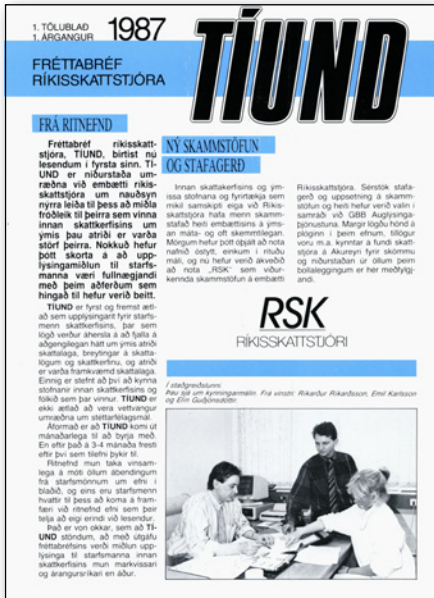 1. TÖLUBLAÐ
1. ÁRGANGUR
1987
TÍUND
FRÉTTABRÉF
RÍKISSKATTSTJÓRA
FRÁ RITNEFND
Fréttabréf ríkisskatt-
stjóra, TÍUND, birtist nú
lesendum í fyrsta sinn. TÍ-
UND er niðurstaða um-
ræðna við embætti ríkis-
skattstjóra um nauðsyn
nýrra leiða til þess að miðla
fróðleik til þeirra sem vinna
innan skattkerfisins um
ýmis þau atriði er varða
störf þeirra. Nokkuð hefur
þótt skorta á að upp-
lýsingamiðlun til starfs-
manna væri fullnægjandi
með þeim aðferðum sem
hingað til hefur verið beitt.
TÍUND er fyrst og fremst ætl-
að sem upplýsingarit fyrir starfs-
menn skattkerfisins, þar sem
lögð verður áhersla á að fjalla á
aðgengilegan hátt um ýmis atriði
skattalaga, breytingar á skatta-
lögum og skattkerfinu, og atriði
er varða framkvæmd skattalaga.
Einnig er stefnt að því að kynna
stofnanir innan skattkerfisins og
fólkið sem þar vinnur. TÍUND er
ekki ætlað að vera vettvangur
umræðna um stéttarfélagsmál.
Áformað er að TÍUND komi út
mánaðarlega til að byrja með.
En eftir það á 3-4 mánaða fresti
eftir því sem tilefni þykir til.
Ritnefnd mun taka vinsam-
lega á móti öllum ábendingum
frá starfsmönnum um efni í
blaðið, og eins eru starfsmenn
hvattir til þess að koma á fram-
færi við ritnefnd efni sem þeir
telja að eigi erindi við lesendur.
Það er von okkar, sem að TÍ-
UND stöndum, að með útgáfu
fréttabréfsins verði miðlun upp-
lýsinga til starfsmanna innan
skattkerfisins mun markvissari
og árangursríkari en áður.
NÝ SKAMMSTÖFUN
OG STAFAGERÐ
Innan skattakerfisins og ým-
issa stofnana og fyrirtækja sem
mikil samskipti eiga við Ríkis-
skattstjóra hafa menn skamm-
stafað heiti embættisins á ýms-
an máta- og oft skemmtilegan.
Mörgum hefur þótt óþjált að nota
nafnið óstytt, einkum í rituðu
máli, og nú hefur verið ákveðið
að nota „RSK" sem viður-
kennda skammstöfun á embætti
Ríkisskattstjóra. Sérstök stafa-
gerð og uppsetning á skamm-
stöfun og heiti hefur verið valin í
samráð við GBB Auglýsinga-
þjónustuna. Margir lögðu hönd á
plóginn í þeim efnum. tillögur
voru m.a. kynntar á fundi skatt-
stjóra á Akureyri fyrir skömmu
og niðurstaðan úr öllum þeim
bollaleggingum er hér meðfylgj-
andi.
RSK
RÍKISSKATTSTJÓRI
Í staðgreiðslunni:
Þau sjá um kynningarmálin. Frá vinstri: Ríkarður Ríkarðsson, Emil Karlsson
og Elín Guðjónsdóttir.